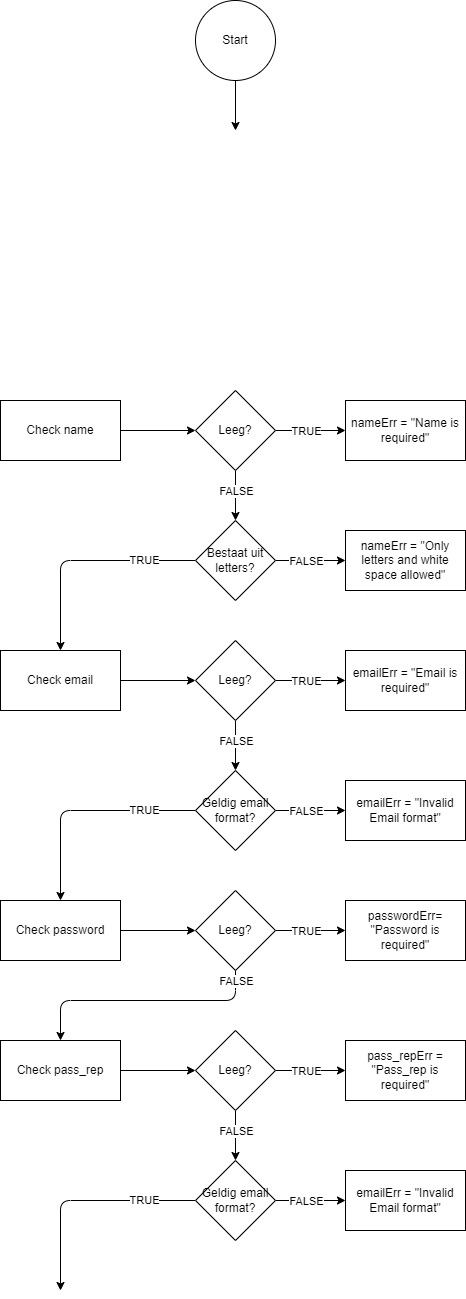 Start
Check name
Leeg?
TRUE
nameErr = "Name is
required"
FALSE
Bestaat uit
letters?
TRUE
FALSE
nameErr = "Only
letters and white
space allowed"
Check email
Leeg?
TRUE
emailErr = "Email is
required"
FALSE
Geldig email
format?
TRUE
FALSE
emailErr = "Invalid
Email format"
Check password
Leeg?
TRUE
passwordErr=
"Password is
required"
FALSE
Check pass_rep
Leeg?
TRUE
pass_repErr =
"Pass_rep is
required"
FALSE
Geldig email
format?
TRUE
FALSE
emailErr = "Invalid
Email format"